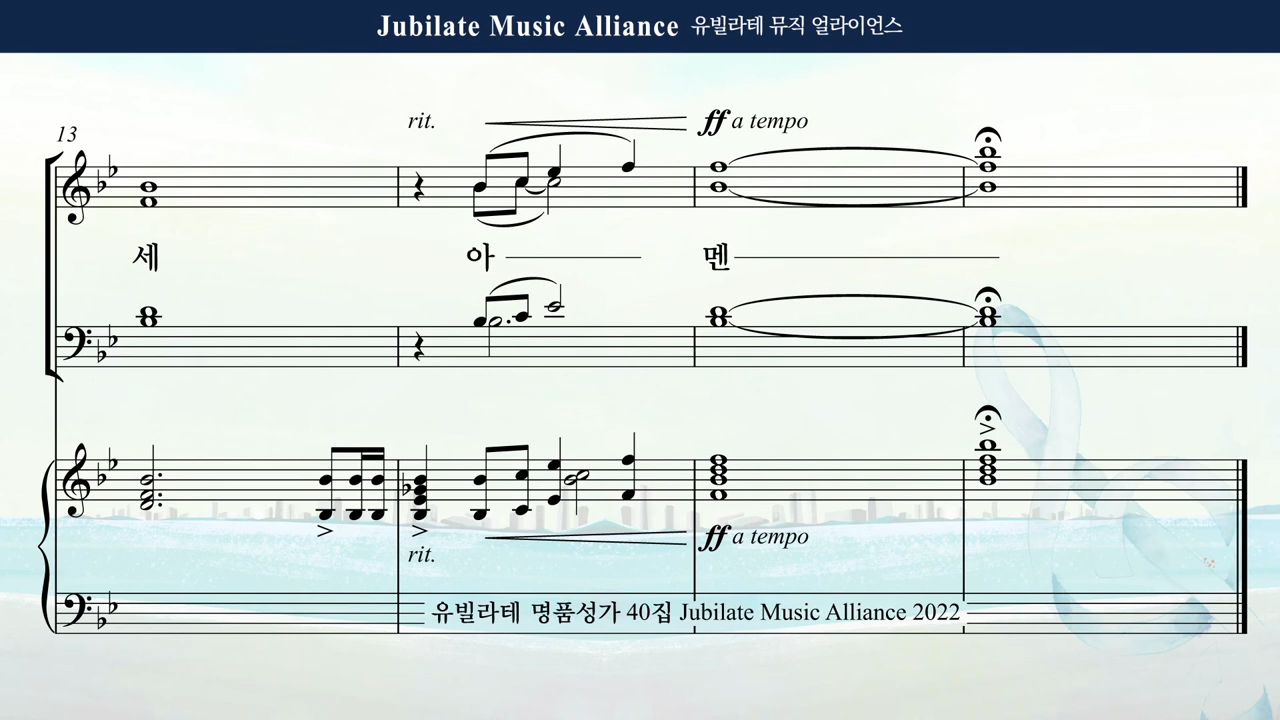 Jubilate Music Alliance 유빌라테 뮤직 얼라이언스
13
rit.
ff a tempo
세 아 멘
rit.
ff a tempo
유빌라테 명품성가 40집 Jubilate Music Alliance 2022